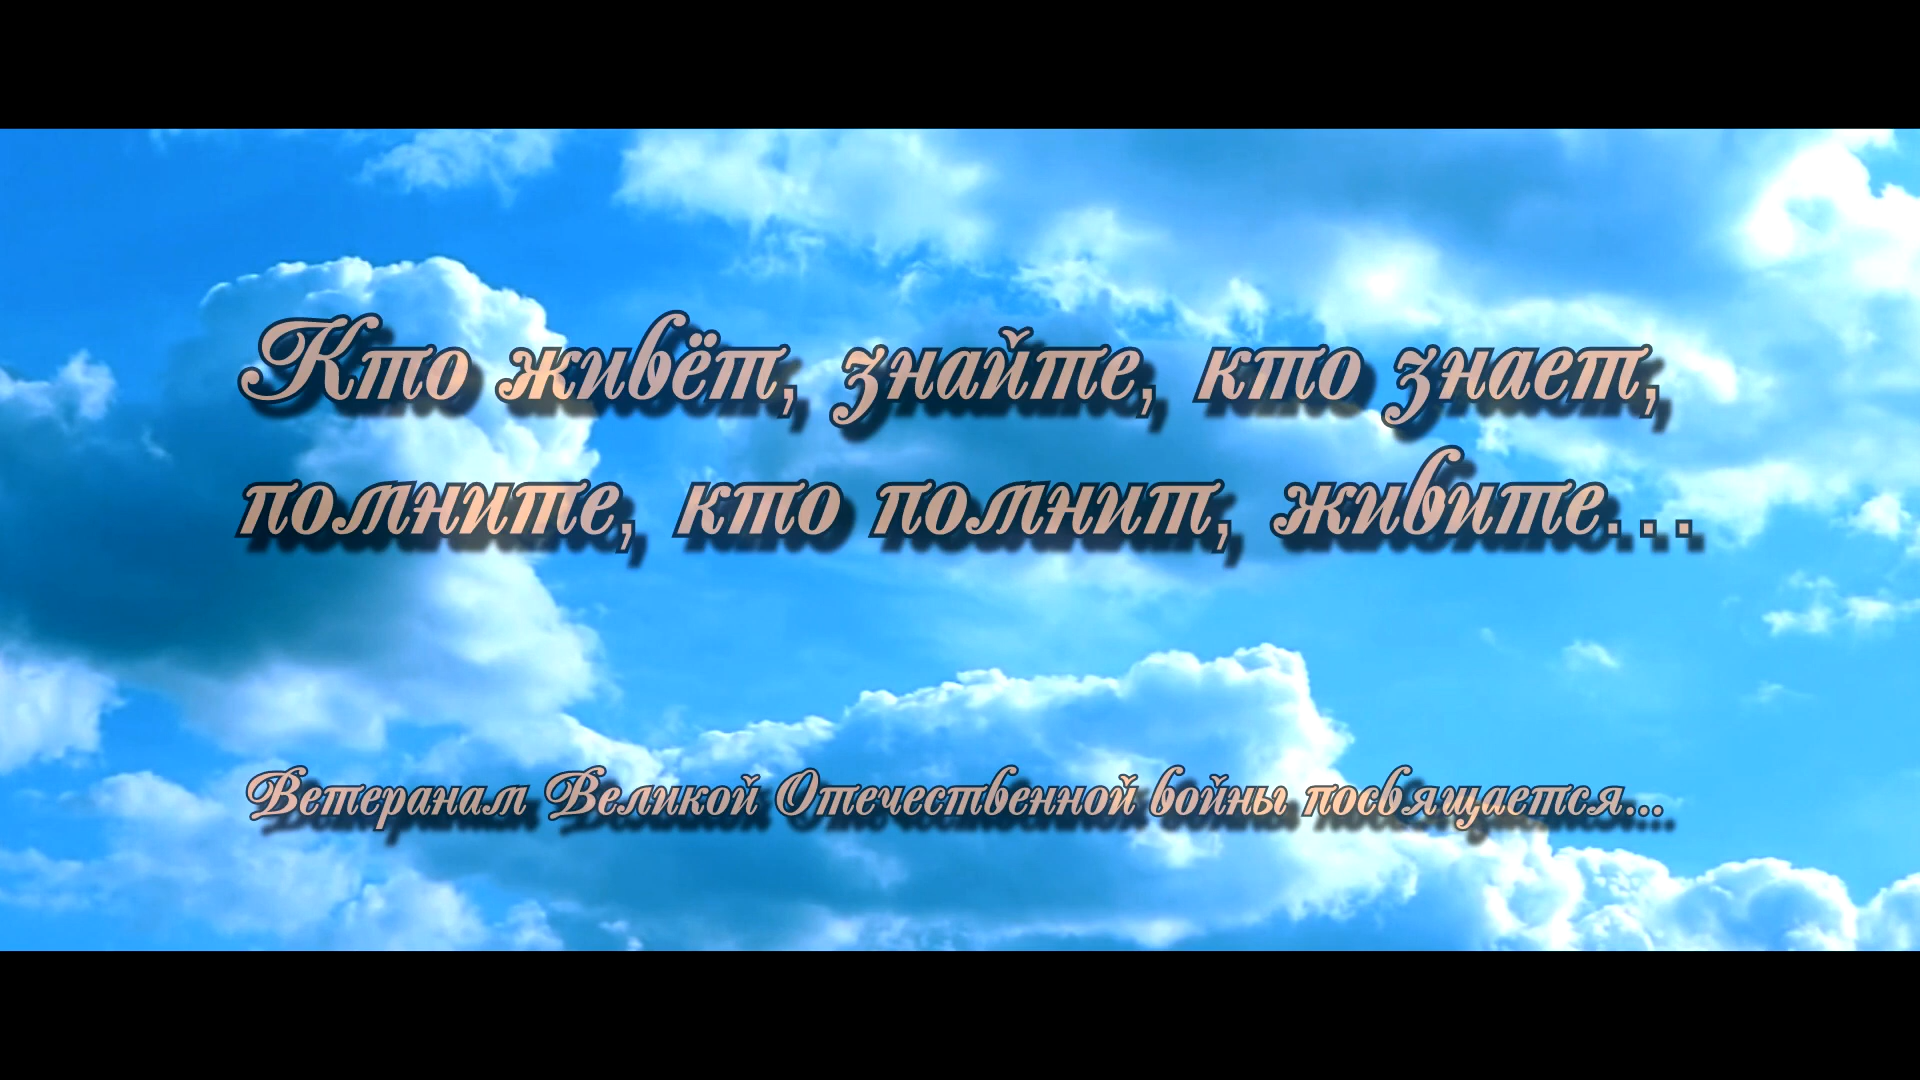 Кто живёт, знайте, кто знает,
помните, кто помнит, живите...
Ветеранам Великой Отечественной войны посвящается...